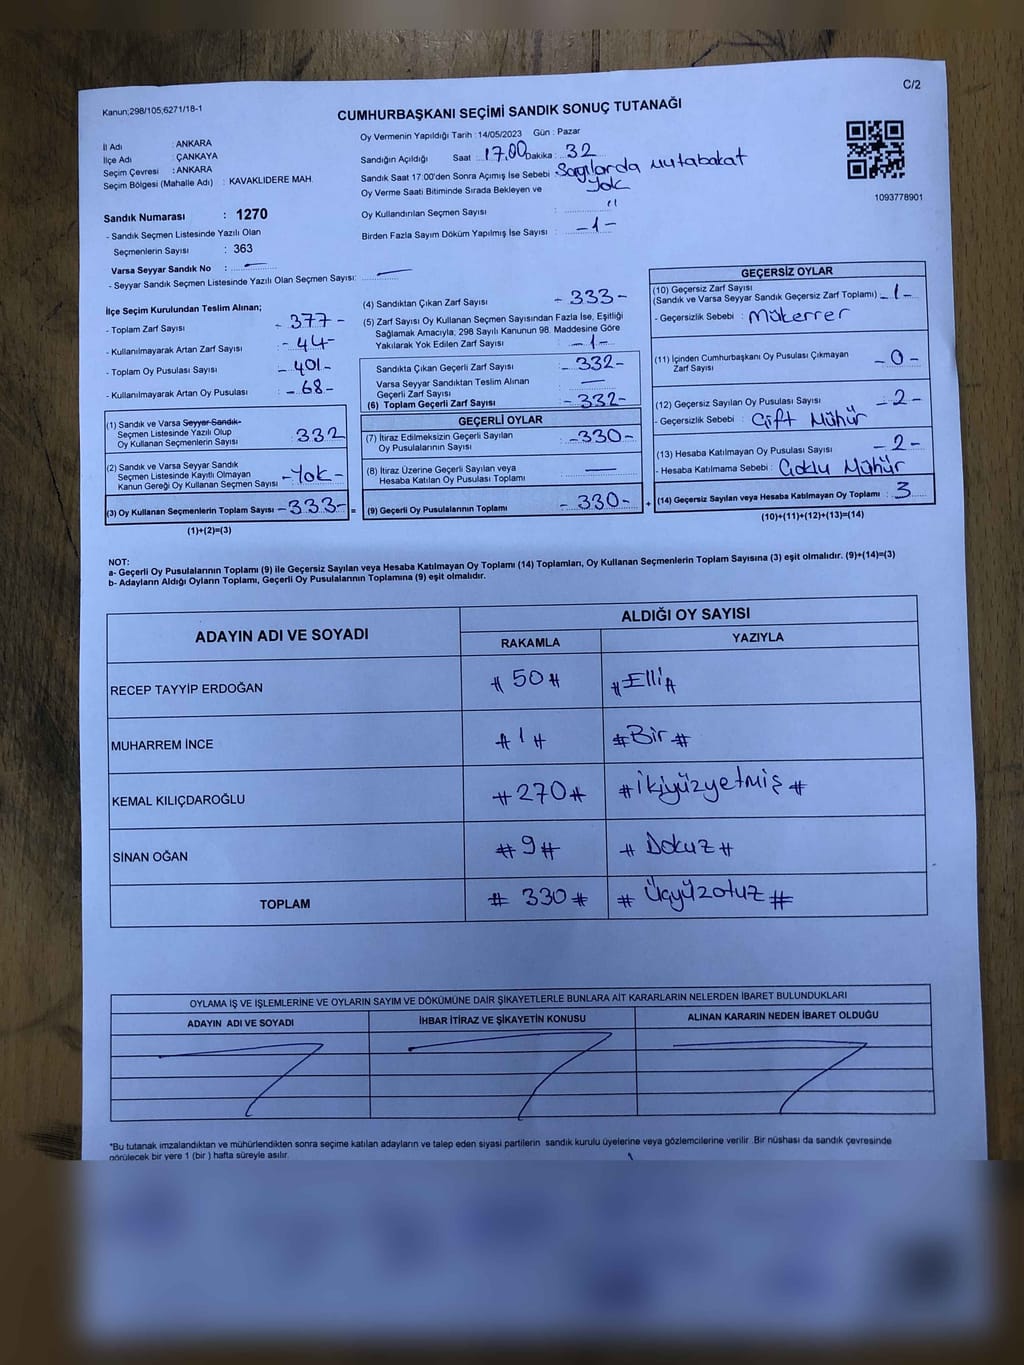 C/2
Kanun;298/105;6271/18-1
CUMHURBAŞKANI SEÇİMİ SANDIK SONUÇ TUTANAĞI
İl Adı : ANKARA
İlçe Adı : ÇANKAYA
Seçim Çevresi : ANKARA
Seçim Bölgesi (Mahalle Adı) : KAVAKLIDERE MAH.
Sandık Numarası : 1270
- Sandık Seçmen Listesinde Yazılı Olan
Seçmenlerin Sayısı : 363
Varsa Seyyar Sandık No :
- Seyyar Sandık Seçmen Listesinde Yazılı Olan Seçmen Sayısı:
Oy Vermenin Yapıldığı Tarih : 14/05/2023 Gün : Pazar
Sandığın Açıldığı Saat 17.00 Dakika : 32
Sandık Saat 17:00'den Sonra Açımış İse Sebebi : Sayılarda mutabakat
Yok
Oy Verme Saati Bitiminde Sırada Bekleyen ve
Oy Kullandırılan Seçmen Sayısı : "
Birden Fazla Sayım Döküm Yapılmış İse Sayısı : -1-
1093778901
İlçe Seçim Kurulundan Teslim Alınan;
- Toplam Zarf Sayısı : - 377 -
- Kullanılmayarak Artan Zarf Sayısı : - 44 -
- Toplam Oy Pusulası Sayısı : - 401 -
- Kullanılmayarak Artan Oy Pusulası : - 68 -
(1) Sandık ve Varsa Seyyar Sandık
Seçmen Listesinde Yazılı Olup
Oy Kullanan Seçmenlerin Sayısı : 332
(2) Sandık ve Varsa Seyyar Sandık
Seçmen Listesinde Kayıtlı Olmayan
Kanun Gereği Oy Kullanan Seçmen Sayısı : - Yok -
(3) Oy Kullanan Seçmenlerin Toplam Sayısı - 333 -
(1)+(2)=(3)
(4) Sandıktan Çıkan Zarf Sayısı - 333 -
(5) Zarf Sayısı Oy Kullanan Seçmen Sayısından Fazla İse, Eşitliği
Sağlamak Amacıyla, 298 Sayılı Kanunun 98. Maddesine Göre
Yakılarak Yok Edilen Zarf Sayısı : -1-
Sandıkta Çıkan Geçerli Zarf Sayısı : - 332 -
Varsa Seyyar Sandıktan Teslim Alınan
Geçerli Zarf Sayısı :
(6) Toplam Geçerli Zarf Sayısı : - 332 -
GEÇERLİ OYLAR
(7) İtiraz Edilmeksizin Geçerli Sayılan
Oy Pusulasının Sayısı : - 330 -
(8) İtiraz Üzerine Geçerli Sayılan veya
Hesaba Katılan Oy Pusulası Toplamı :
(9) Geçerli Oy Pusulalarının Toplamı : - 330 -
GEÇERSİZ OYLAR
(10) Geçersiz Zarf Sayısı
(Sandık ve Varsa Seyyar Sandık Geçersiz Zarf Toplamı) - 1 -
- Geçersizlik Sebebi : Mükerrer
(11) İçinden Cumhurbaşkanı Oy Pusulası Çıkmayan
Zarf Sayısı - 0 -
(12) Geçersiz Sayılan Oy Pusulası Sayısı - 2 -
- Geçersizlik Sebebi : Çift Mühür
(13) Hesaba Katılmayan Oy Pusulası Sayısı - 2 -
- Hesaba Katılmama Sebebi : Çoklu Mühür
(14) Geçersiz Sayılan veya Hesaba Katılmayan Oy Toplamı : 3
(10)+(11)+(12)+(13)=(14)
NOT:
a- Geçerli Oy Pusulalarının Toplamı (9) ile Geçersiz Sayılan veya Hesaba Katılmayan Oy Toplamı (14) Toplamları, Oy Kullanan Seçmenlerin Toplam Sayısına (3) eşit olmalıdır. (9)+(14)=(3)
b- Adayların Aldığı Oyların Toplamı, Geçerli Oy Pusulalarının Toplamına (9) eşit olmalıdır.
ADAYIN ADI VE SOYADI
ALDIĞI OY SAYISI
RAKAMLA YAZIYLA
RECEP TAYYİP ERDOĞAN # 50 # # Elli #
MUHARREM İNCE # 1 # # Bir #
KEMAL KILIÇDAROĞLU # 270 # # ikiyüzyetmiş #
SİNAN OĞAN # 9 # # Dokuz #
TOPLAM # 330 # # Üçyüzotuz #
OYLAMA İŞ VE İŞLEMLERİNE VE OYLARIN SAYIM VE DÖKÜMÜNE DAİR ŞİKAYETLERLE BUNLARA AİT KARARLARIN NELERDEN İBARET BULUNDUKLARI
ADAYIN ADI VE SOYADI İHBAR İTİRAZ VE ŞİKAYETİN KONUSU ALINAN KARARIN NEDEN İBARET OLDUĞU
*Bu tutanak imzalandıktan ve mühürlendikten sonra seçime katılan adayların ve talep eden siyasi partilerin sandık kurulu üyelerine veya gözlemcilerine verilir. Bir nüshası da sandık çevresinde
görülecek bir yere 1 (bir ) hafta süreyle asılır.